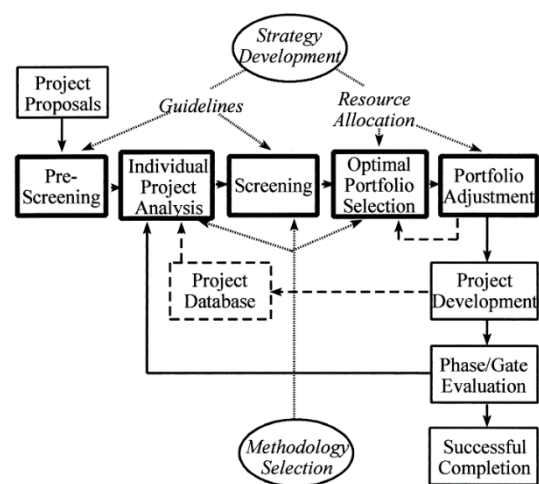 Strategy
Development
Project
Proposals
Guidelines
Resource
Allocation
Pre-
Screening
Individual
Project
Analysis
Screening
Optimal
Portfolio
Selection
Portfolio
Adjustment
Project
Database
Project
Development
Phase/Gate
Evaluation
Methodology
Selection
Successful
Completion